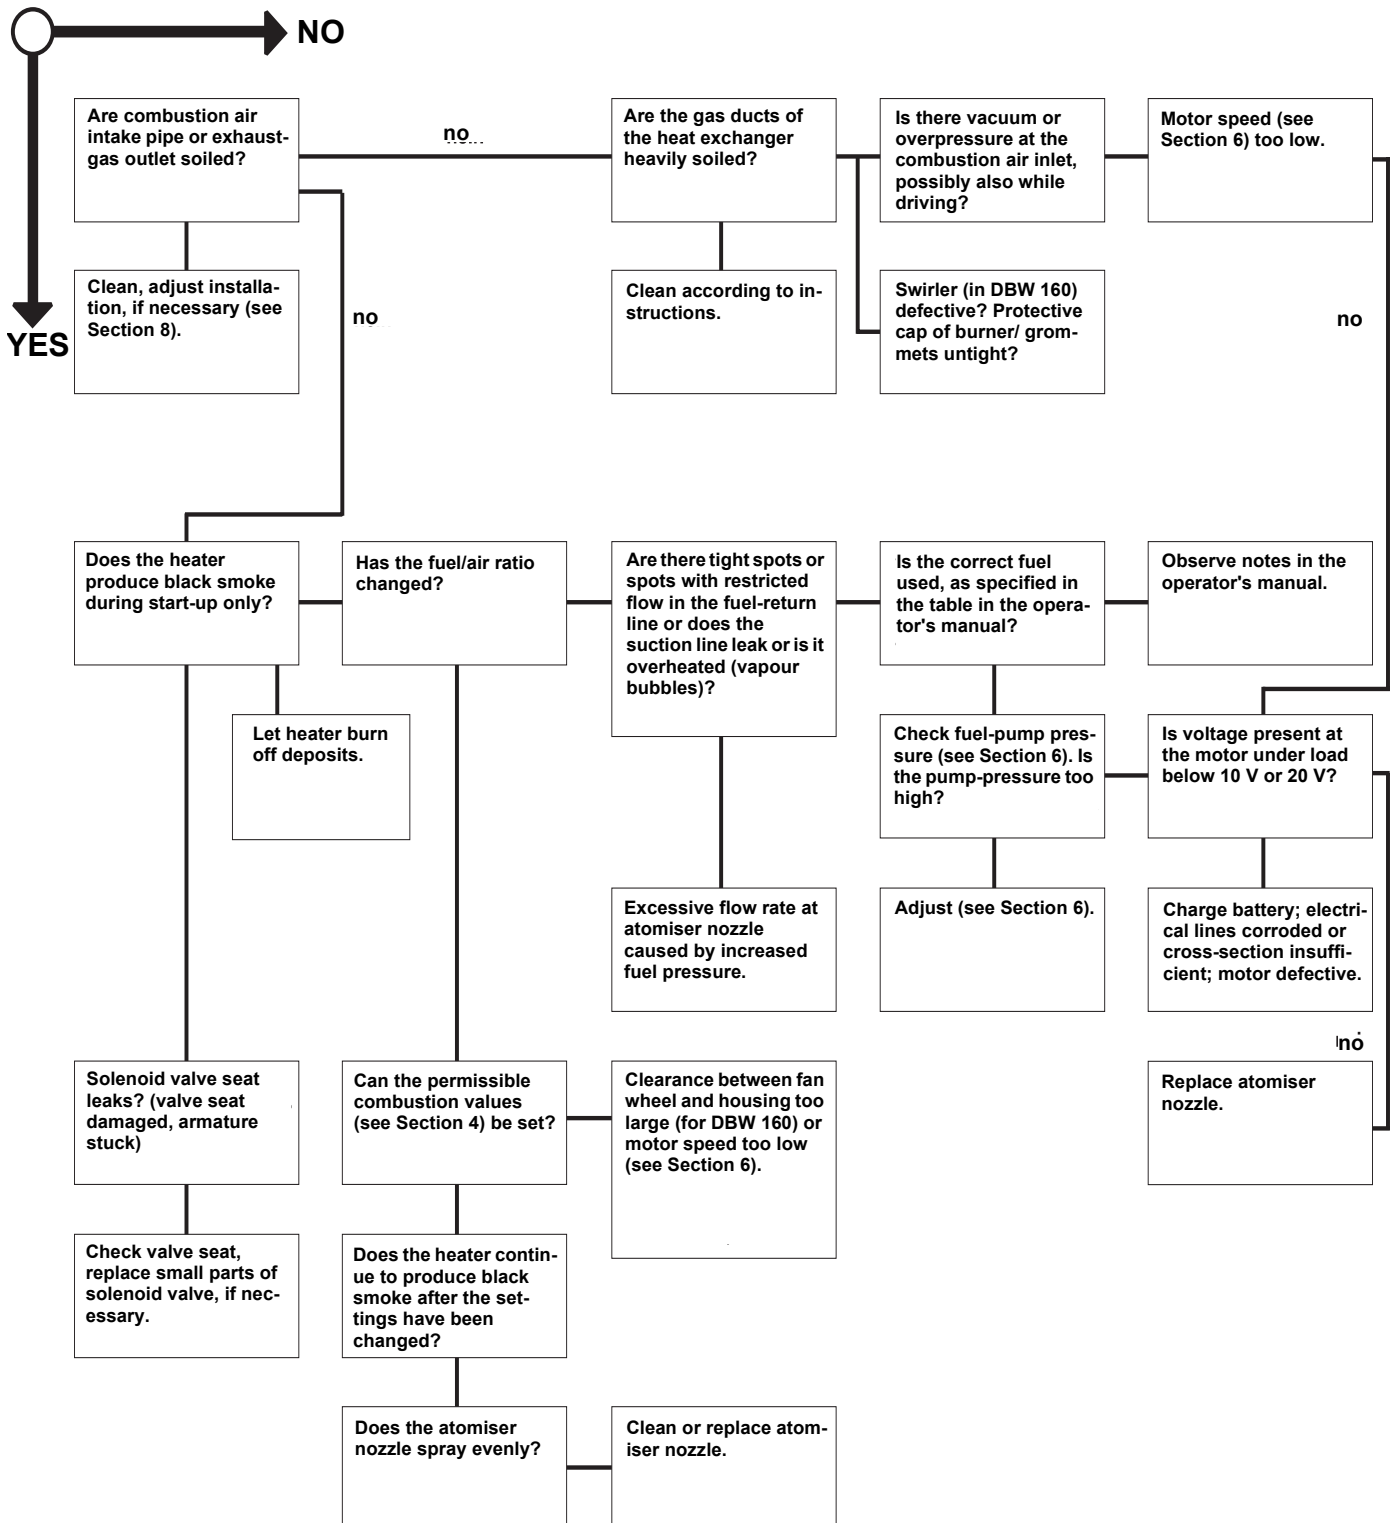 NO
YES
Are combustion air
intake pipe or exhaust-
gas outlet soiled?
no
Are the gas ducts of
the heat exchanger
heavily soiled?
Is there vacuum or
overpressure at the
combustion air inlet,
possibly also while
driving?
Motor speed (see
Section 6) too low.
Clean, adjust installa-
tion, if necessary (see
Section 8).
no
Clean according to in-
structions.
Swirler (in DBW 160)
defective? Protective
cap of burner/ grom-
mets untight?
no
Does the heater
produce black smoke
during start-up only?
Has the fuel/air ratio
changed?
Are there tight spots or
spots with restricted
flow in the fuel-return
line or does the
suction line leak or is it
overheated (vapour
bubbles)?
Is the correct fuel
used, as specified in
the table in the opera-
tor's manual?
Observe notes in the
operator's manual.
Let heater burn
off deposits.
Check fuel-pump pres-
sure (see Section 6). Is
the pump-pressure too
high?
Is voltage present at
the motor under load
below 10 V or 20 V?
Excessive flow rate at
atomiser nozzle
caused by increased
fuel pressure.
Adjust (see Section 6).
Charge battery; electri-
cal lines corroded or
cross-section insuffi-
cient; motor defective.
no
Solenoid valve seat
leaks? (valve seat
damaged, armature
stuck)
Can the permissible
combustion values
(see Section 4) be set?
Clearance between fan
wheel and housing too
large (for DBW 160) or
motor speed too low
(see Section 6).
Replace atomiser
nozzle.
Check valve seat,
replace small parts of
solenoid valve, if nec-
essary.
Does the heater contin-
ue to produce black
smoke after the set-
tings have been
changed?
Does the atomiser
nozzle spray evenly?
Clean or replace atom-
iser nozzle.